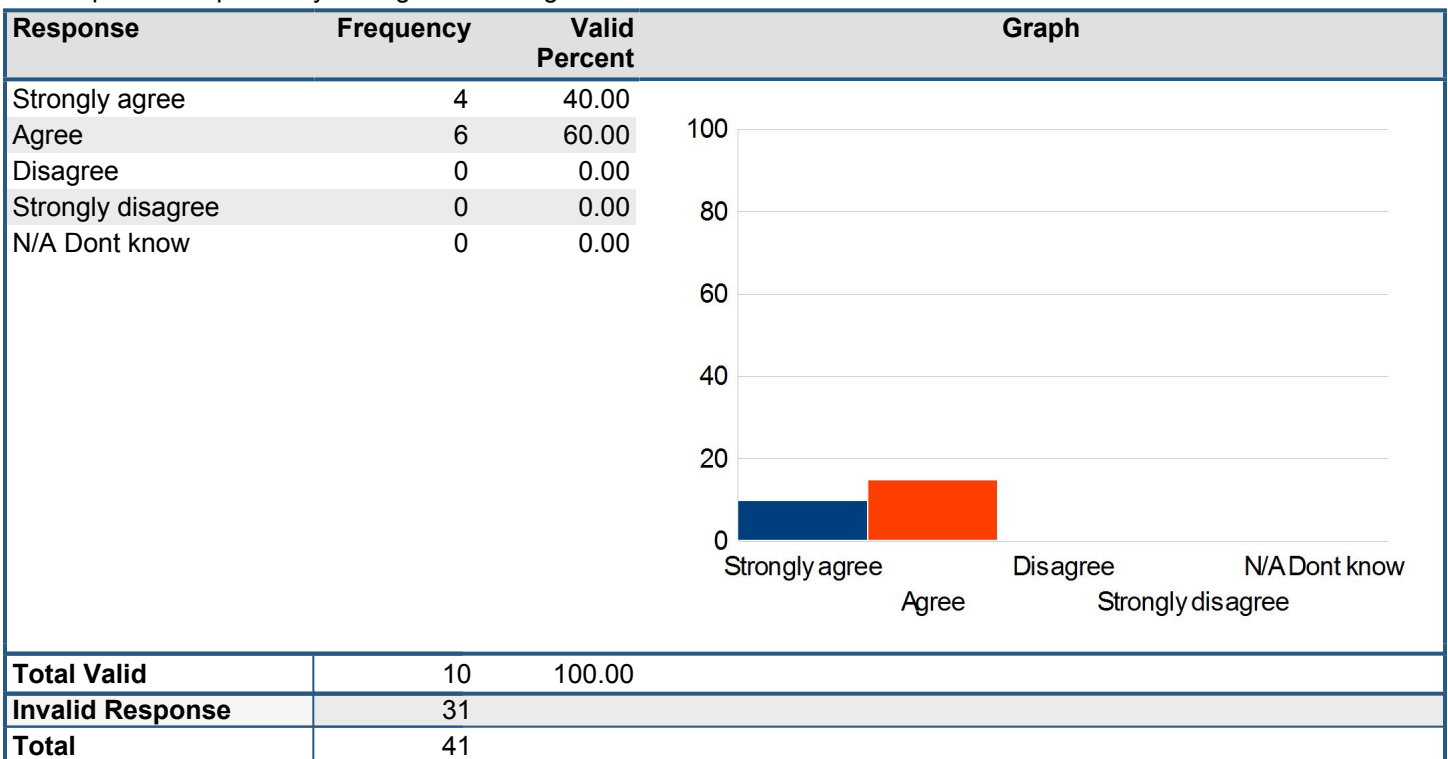 Response Frequency Valid Percent Graph
Strongly agree 4 40.00
Agree 6 60.00
Disagree 0 0.00
Strongly disagree 0 0.00
N/A Dont know 0 0.00
100
80
60
40
20
0
Strongly agree Disagree N/A Dont know
Agree Strongly disagree
Total Valid 10 100.00
Invalid Response 31
Total 41